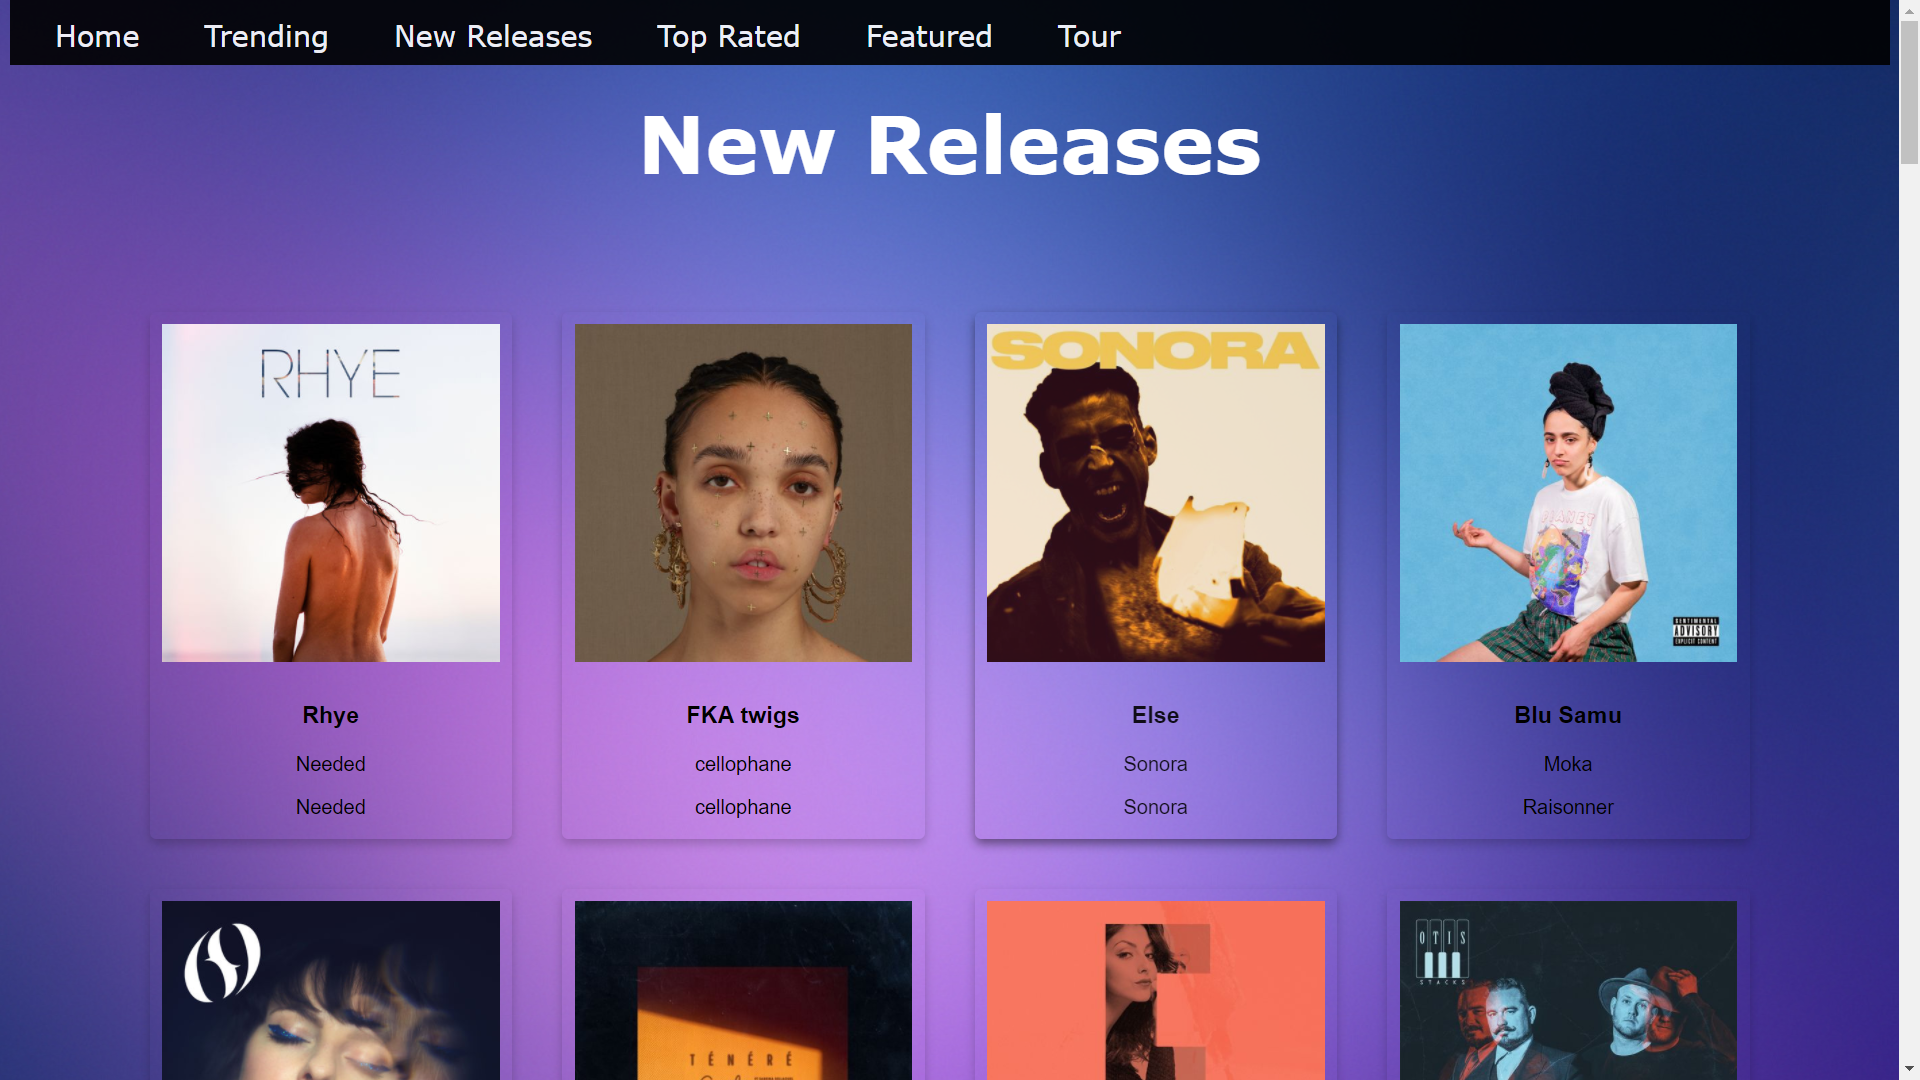 Home Trending New Releases Top Rated Featured Tour
New Releases
RHYE
SONORA
PLANET
ADVISORY
EXPLICIT CONTENT
Rhye
Needed
Needed
FKA twigs
cellophane
cellophane
Else
Sonora
Sonora
Blu Samu
Moka
Raisonner
TÉNÉRÉ
OTIS
STACKS